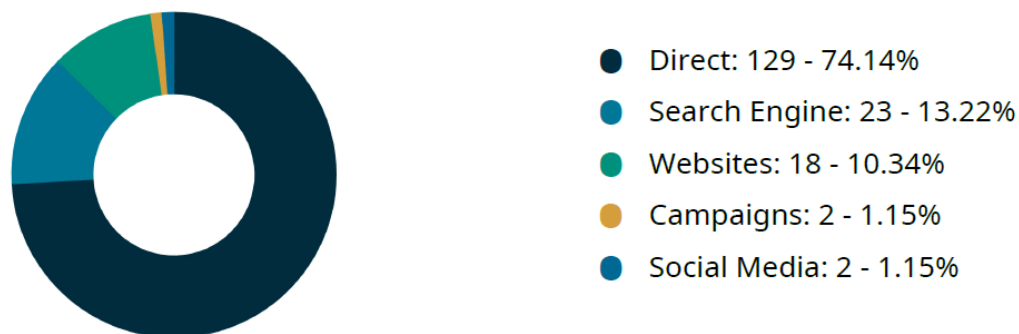 Direct: 129 - 74.14%
Search Engine: 23 - 13.22%
Websites: 18 - 10.34%
Campaigns: 2 - 1.15%
Social Media: 2 - 1.15%